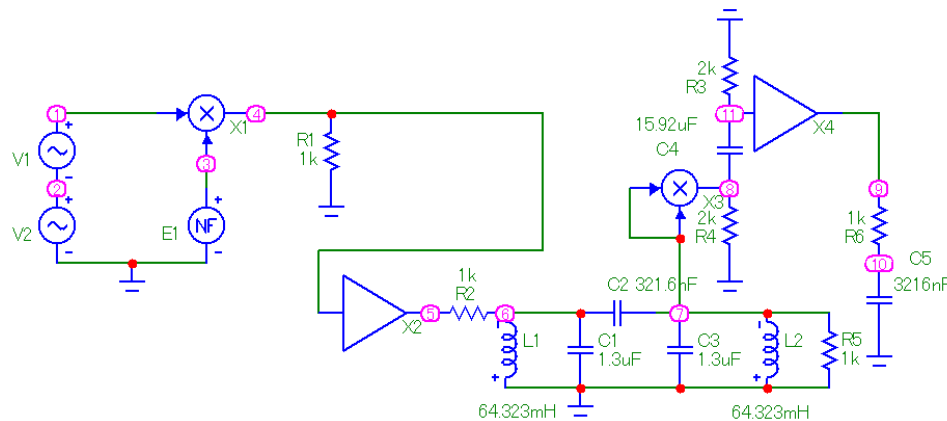 2k
R3
11
X4
15.92uF
C4
1
4
X1
V1
R1
1k
3
2
8
X3
9
V2
E1
NF
2k
R4
1k
R6
10
C5
3216nF
1k
R2
C2 321.6nF
5
X2
6
7
L1
C1
1.3uF
C3
1.3uF
L2
R5
1k
64.323mH
64.323mH